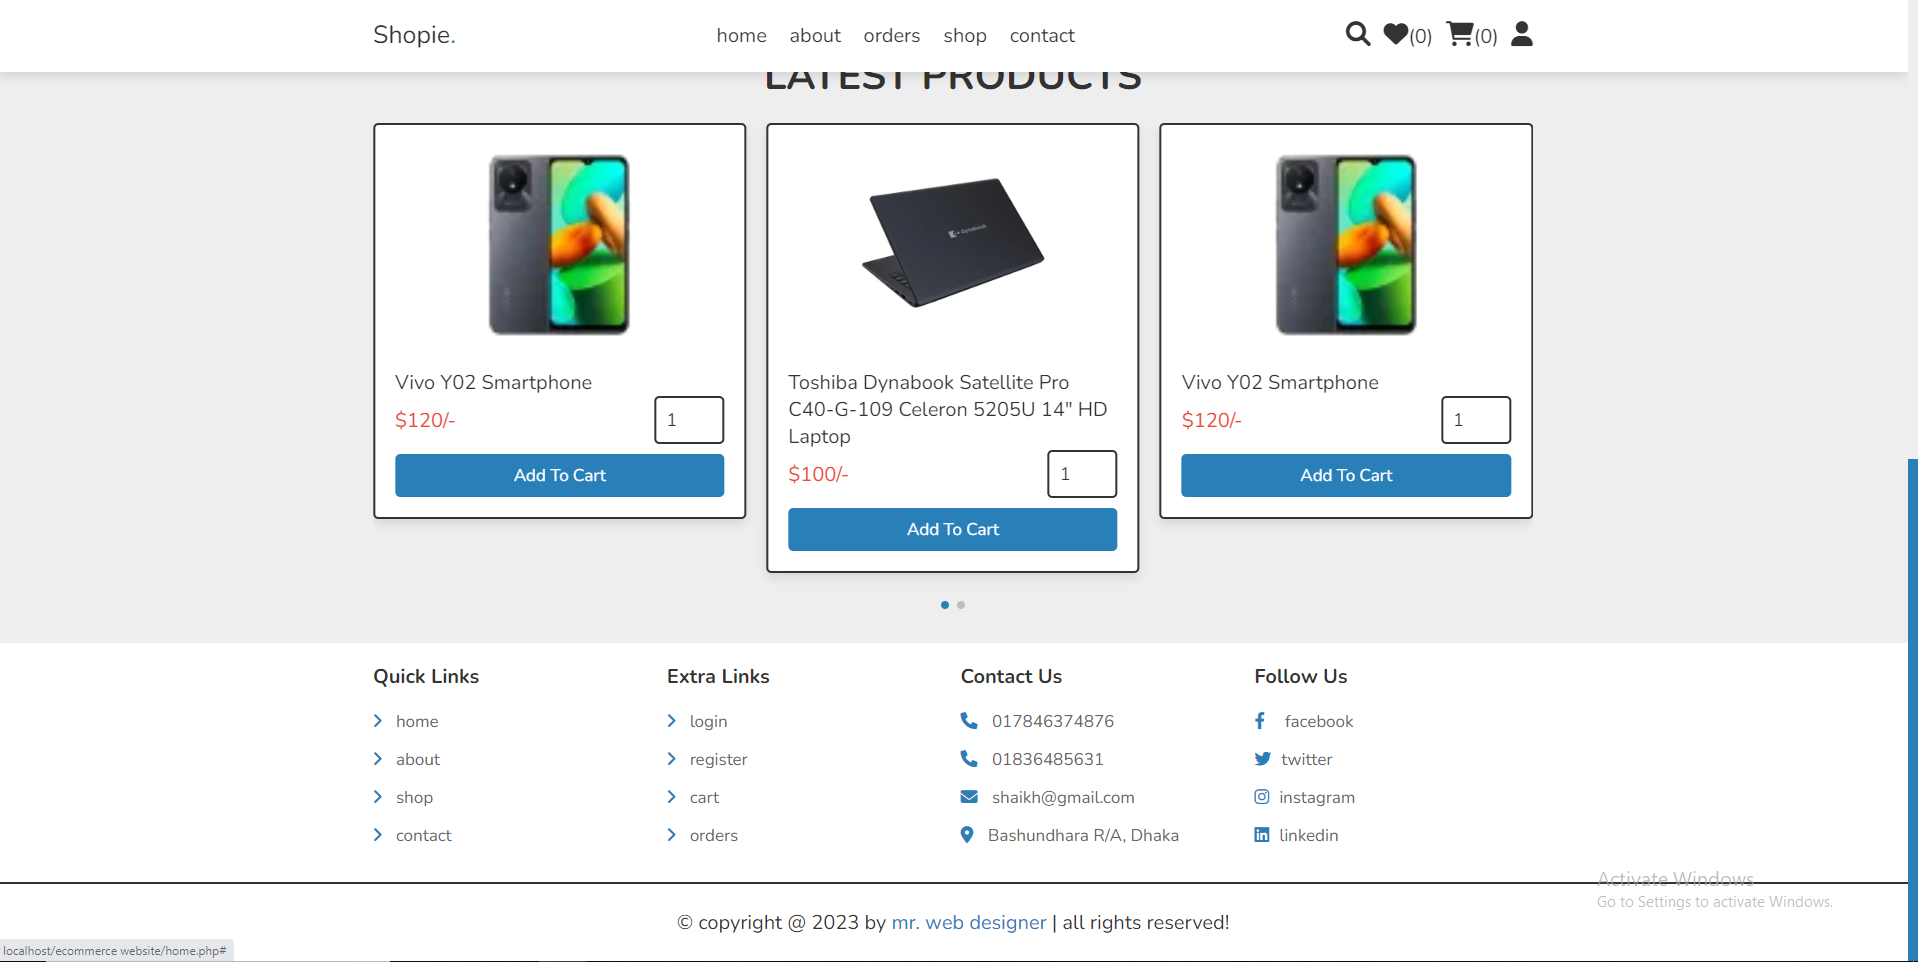 Shopie.
home about orders shop contact
(0) (0)
LATEST PRODUCTS
Vivo Y02 Smartphone
$120/-
1
Add To Cart
dynabook
Toshiba Dynabook Satellite Pro
C40-G-109 Celeron 5205U 14" HD
Laptop
$100/-
1
Add To Cart
Vivo Y02 Smartphone
$120/-
1
Add To Cart
Quick Links
home
about
shop
contact
Extra Links
login
register
cart
orders
Contact Us
017846374876
01836485631
shaikh@gmail.com
Bashundhara R/A, Dhaka
Follow Us
facebook
twitter
instagram
linkedin
Activate Windows
Go to Settings to activate Windows.
© copyright @ 2023 by mr. web designer | all rights reserved!
localhost/ecommerce website/home.php#